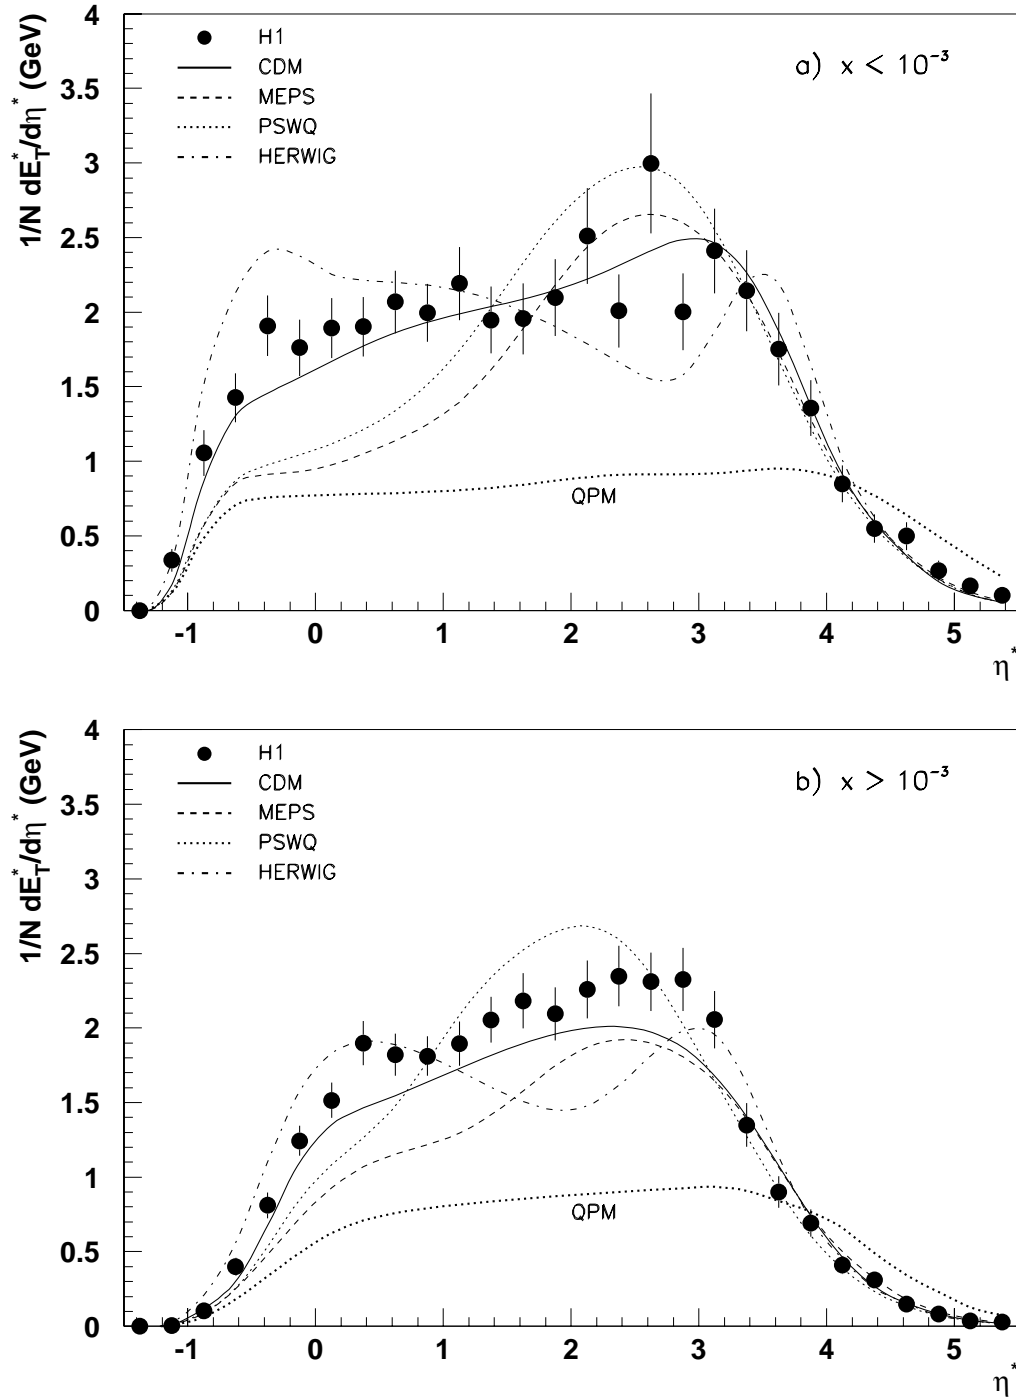 1/N dE*T/dη* (GeV)
4
3.5
3
2.5
2
1.5
1
0.5
0
H1
CDM
MEPS
PSWQ
HERWIG
a) x < 10⁻³
QPM
-1 0 1 2 3 4 5
η*
1/N dE*T/dη* (GeV)
4
3.5
3
2.5
2
1.5
1
0.5
0
H1
CDM
MEPS
PSWQ
HERWIG
b) x > 10⁻³
QPM
-1 0 1 2 3 4 5
η*